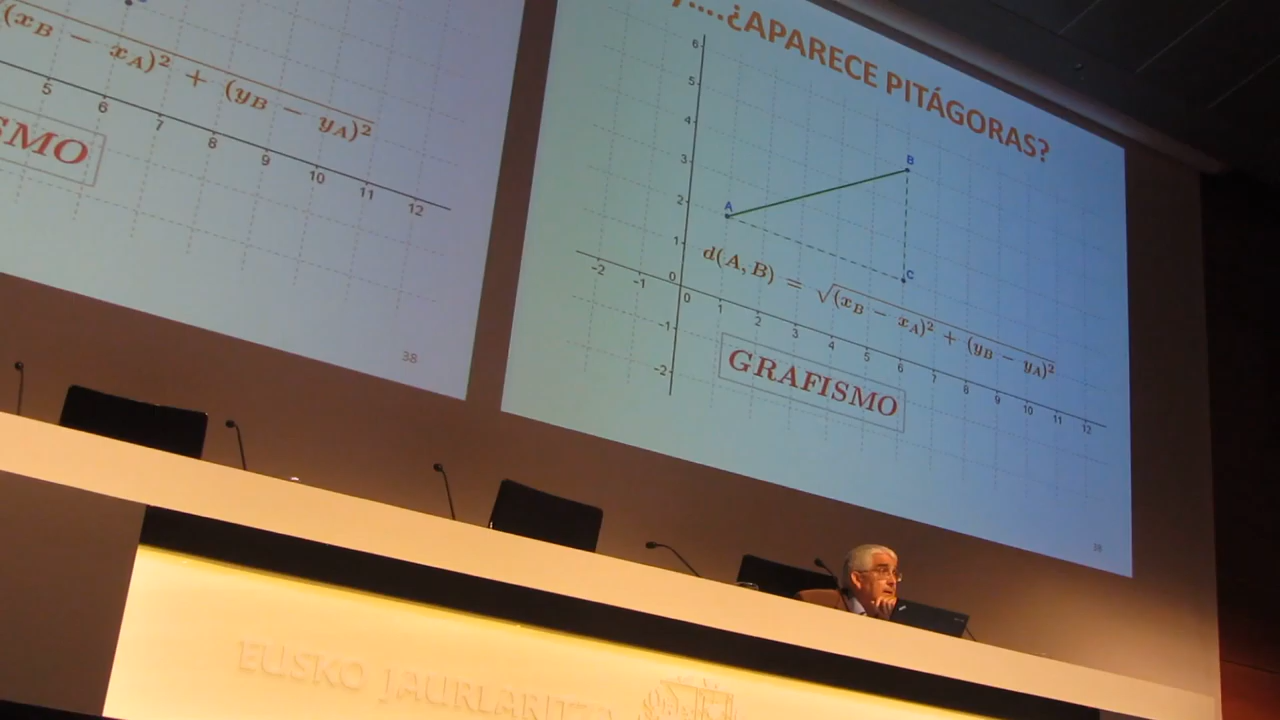 (x_B − x_A)² + (y_B − y_A)²
5 6 7 8 9 10 11 12
38
¿APARECE PITÁGORAS?
6
5
4
3
2
1
0
-1
-2
A
B
C
d(A, B) = √(x_B − x_A)² + (y_B − y_A)²
-2 -1 0 1 2 3 4 5 6 7 8 9 10 11 12
GRAFISMO
38
EUSKO JAURLARITZA